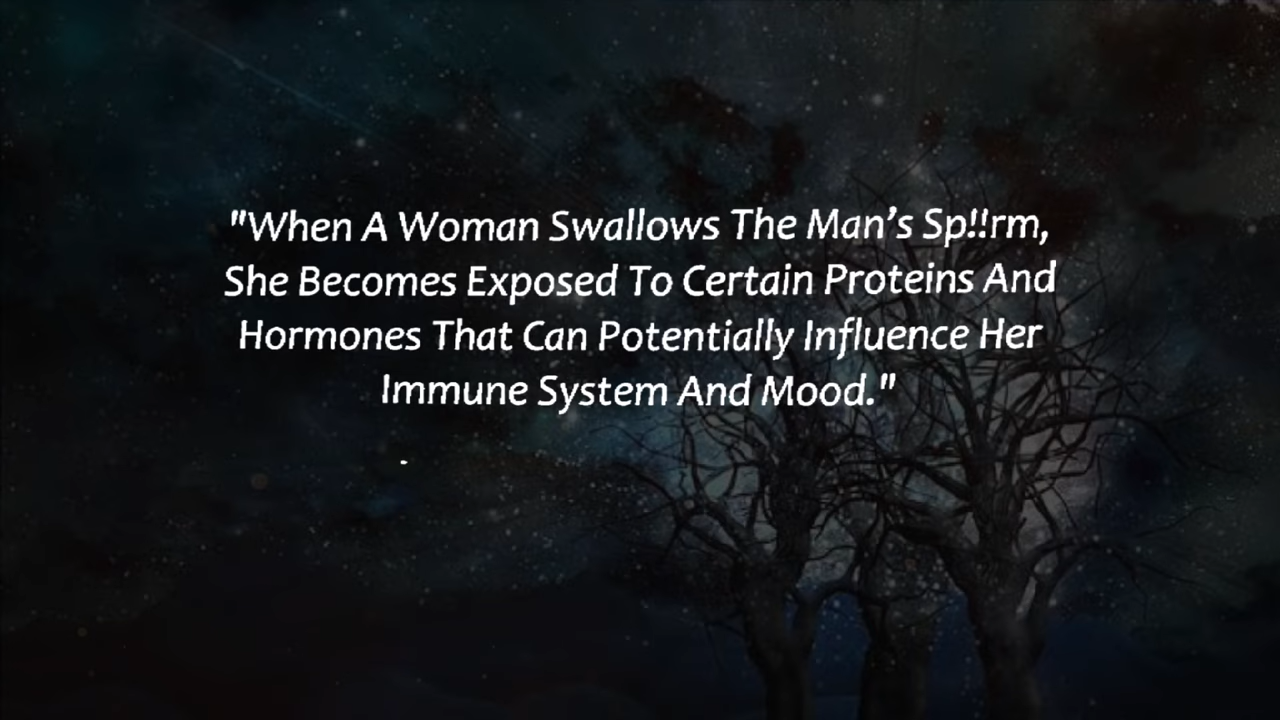 "When A Woman Swallows The Man’s Sp!!rm,
She Becomes Exposed To Certain Proteins And
Hormones That Can Potentially Influence Her
Immune System And Mood."